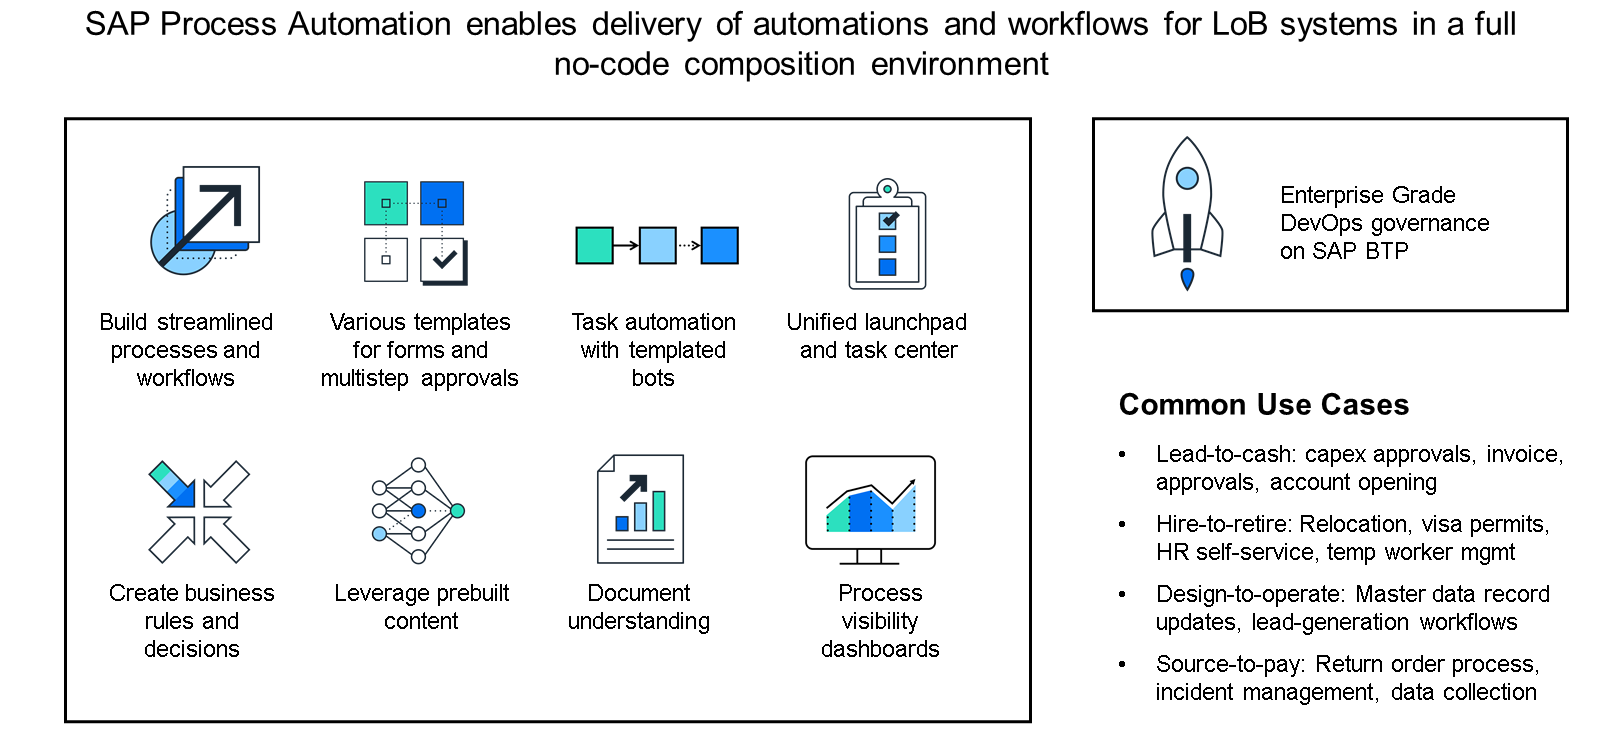 SAP Process Automation enables delivery of automations and workflows for LoB systems in a full
no-code composition environment
Build streamlined
processes and
workflows
Various templates
for forms and
multistep approvals
Task automation
with templated
bots
Unified launchpad
and task center
Create business
rules and
decisions
Leverage prebuilt
content
Document
understanding
Process
visibility
dashboards
Enterprise Grade
DevOps governance
on SAP BTP
Common Use Cases
• Lead-to-cash: capex approvals, invoice,
approvals, account opening
• Hire-to-retire: Relocation, visa permits,
HR self-service, temp worker mgmt
• Design-to-operate: Master data record
updates, lead-generation workflows
• Source-to-pay: Return order process,
incident management, data collection